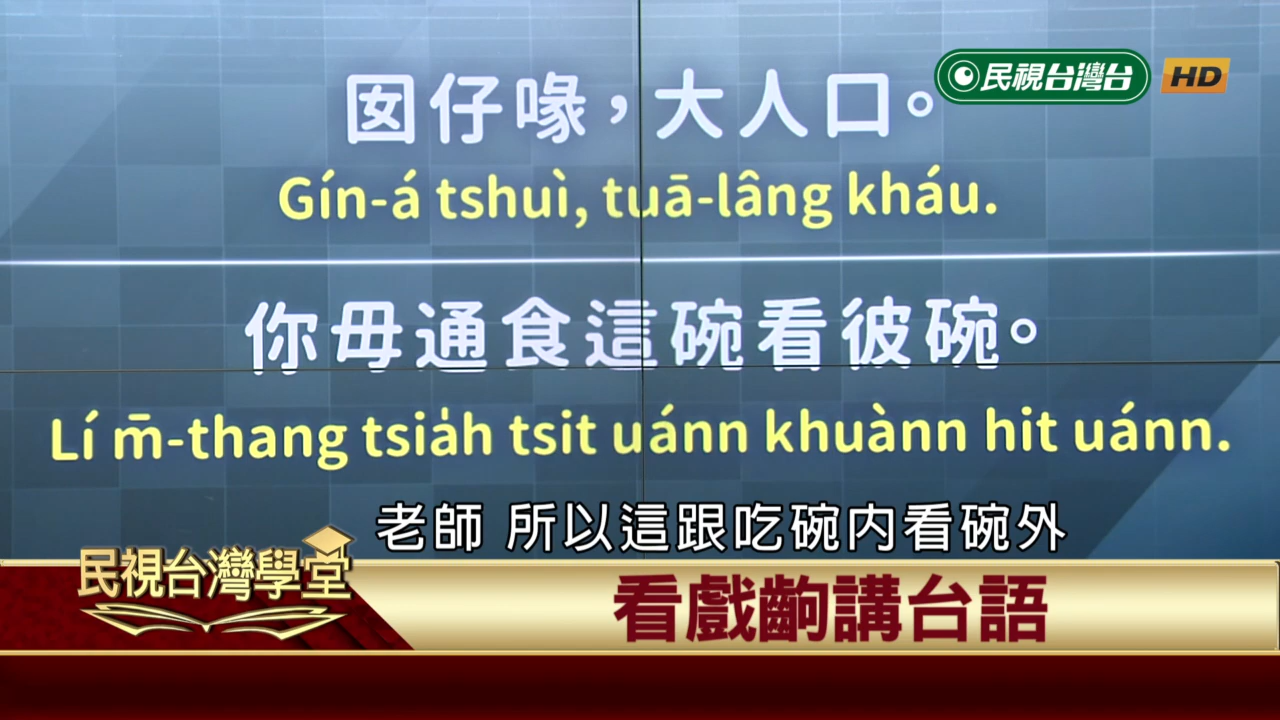 民視台灣台 HD
囡仔喙，大人口。
Gín-á tshuì, tuā-lâng kháu.
你毋通食這碗看彼碗。
Lí m̄-thang tsia̍h tsit uánn khuànn hit uánn.
老師 所以這跟吃碗內看碗外
民視台灣學堂
看戲齣講台語